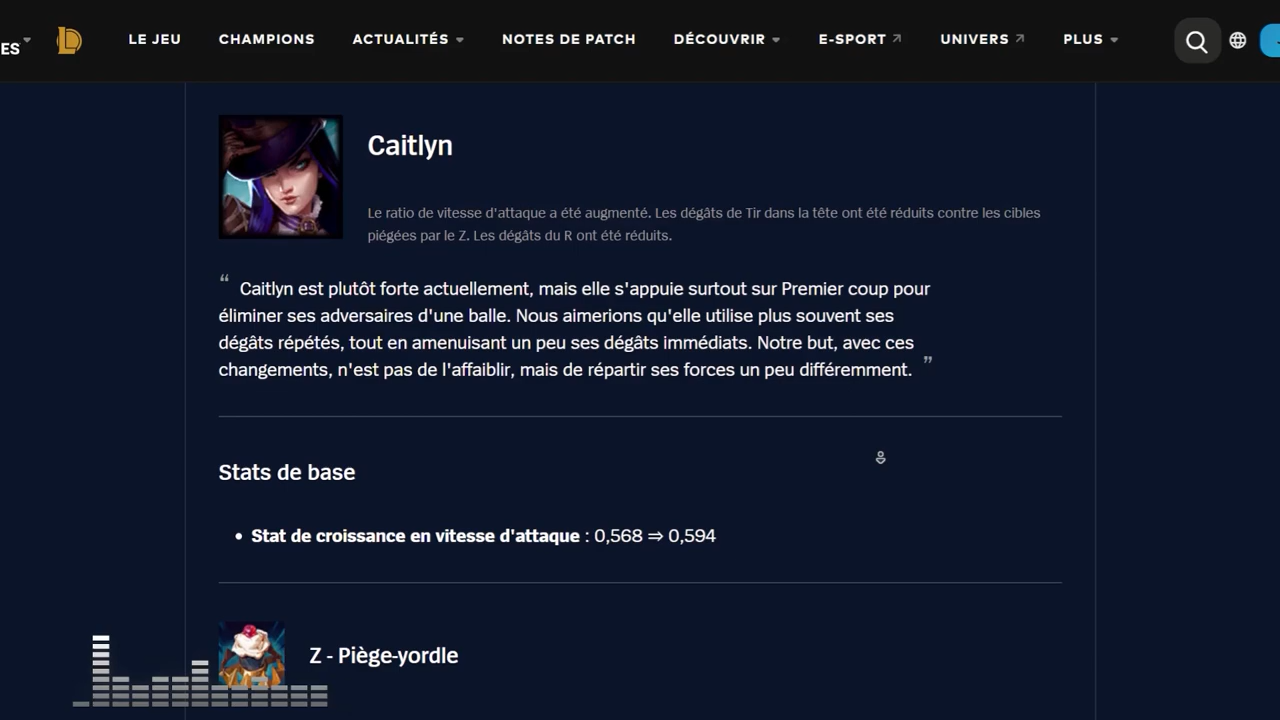 ES
LE JEU
CHAMPIONS
ACTUALITÉS
NOTES DE PATCH
DÉCOUVRIR
E-SPORT
UNIVERS
PLUS
Caitlyn
Le ratio de vitesse d'attaque a été augmenté. Les dégâts de Tir dans la tête ont été réduits contre les cibles
piégées par le Z. Les dégâts du R ont été réduits.
“ Caitlyn est plutôt forte actuellement, mais elle s'appuie surtout sur Premier coup pour
éliminer ses adversaires d'une balle. Nous aimerions qu'elle utilise plus souvent ses
dégâts répétés, tout en amenuisant un peu ses dégâts immédiats. Notre but, avec ces
changements, n'est pas de l'affaiblir, mais de répartir ses forces un peu différemment. ”
Stats de base
• Stat de croissance en vitesse d'attaque : 0,568 ⇒ 0,594
Z - Piège-yordle